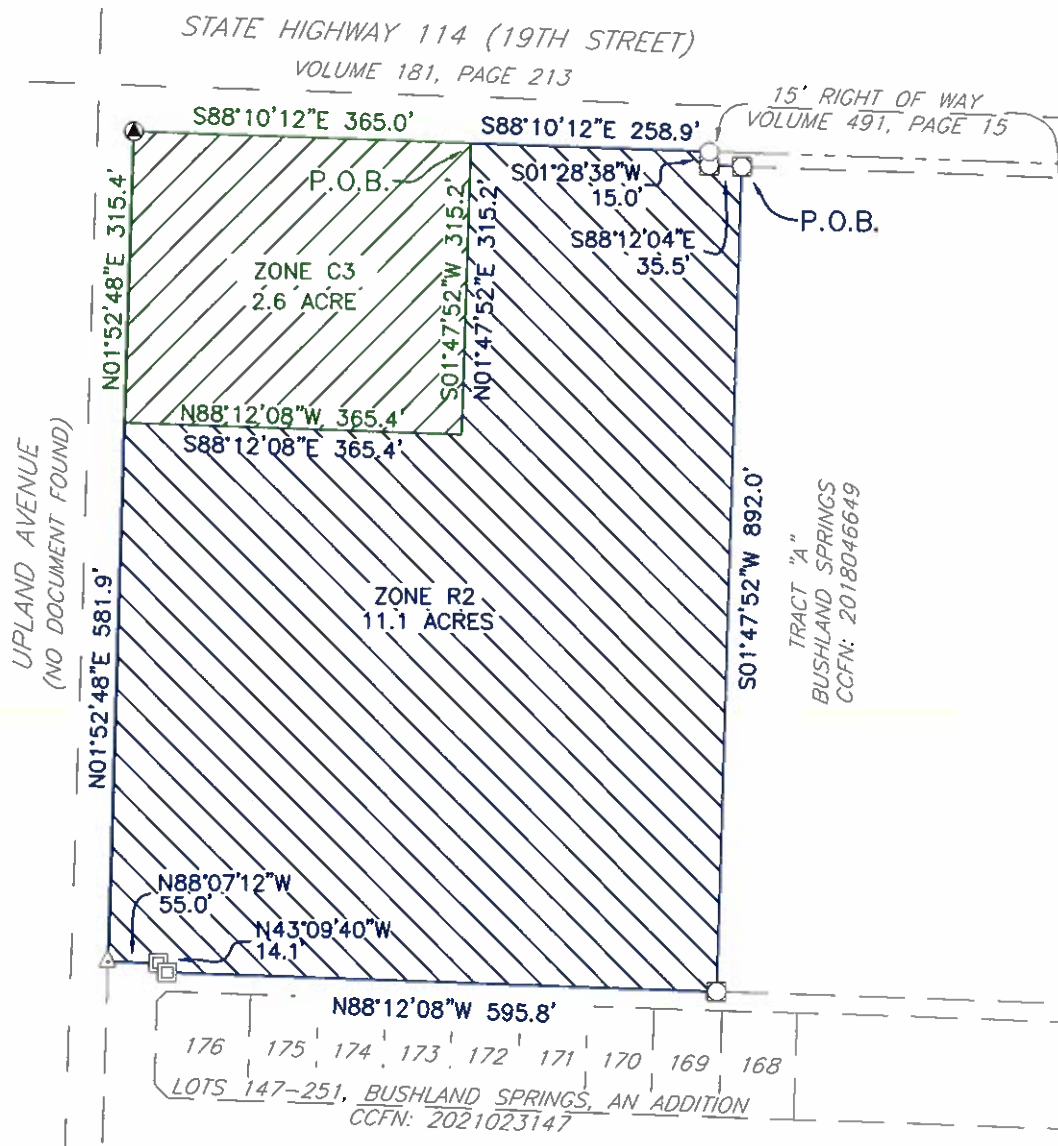 STATE HIGHWAY 114 (19TH STREET)
VOLUME 181, PAGE 213
15' RIGHT OF WAY
VOLUME 491, PAGE 15
S88°10'12"E 365.0'
S88°10'12"E 258.9'
S01°28'38"W
15.0'
P.O.B.
P.O.B.
S88°12'04"E
35.5'
N01°52'48"E 315.4'
ZONE C3
2.6 ACRE
S01°47'52"W 315.2'
N01°47'52"E 315.2'
N88°12'08"W 365.4'
S88°12'08"E 365.4'
UPLAND AVENUE
(NO DOCUMENT FOUND)
N01°52'48"E 581.9'
ZONE R2
11.1 ACRES
S01°47'52"W 892.0'
TRACT "A"
BUSHLAND SPRINGS
CCFN: 2018046649
N88°07'12"W
55.0'
N43°09'40"W
14.1'
N88°12'08"W 595.8'
176 175 174 173 172 171 170 169 168
LOTS 147-251, BUSHLAND SPRINGS, AN ADDITION
CCFN: 2021023147